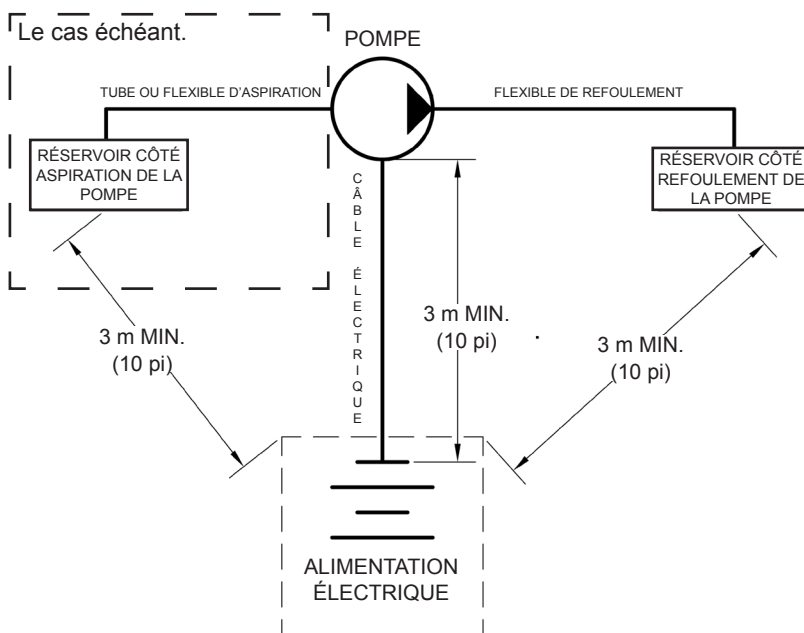 Le cas échéant.
POMPE
TUBE OU FLEXIBLE D'ASPIRATION
FLEXIBLE DE REFOULEMENT
RÉSERVOIR CÔTÉ
ASPIRATION DE LA
POMPE
RÉSERVOIR CÔTÉ
REFOULEMENT DE
LA POMPE
CÂBLE ÉLECTRIQUE
3 m MIN.
(10 pi)
3 m MIN.
(10 pi)
3 m MIN.
(10 pi)
ALIMENTATION
ÉLECTRIQUE